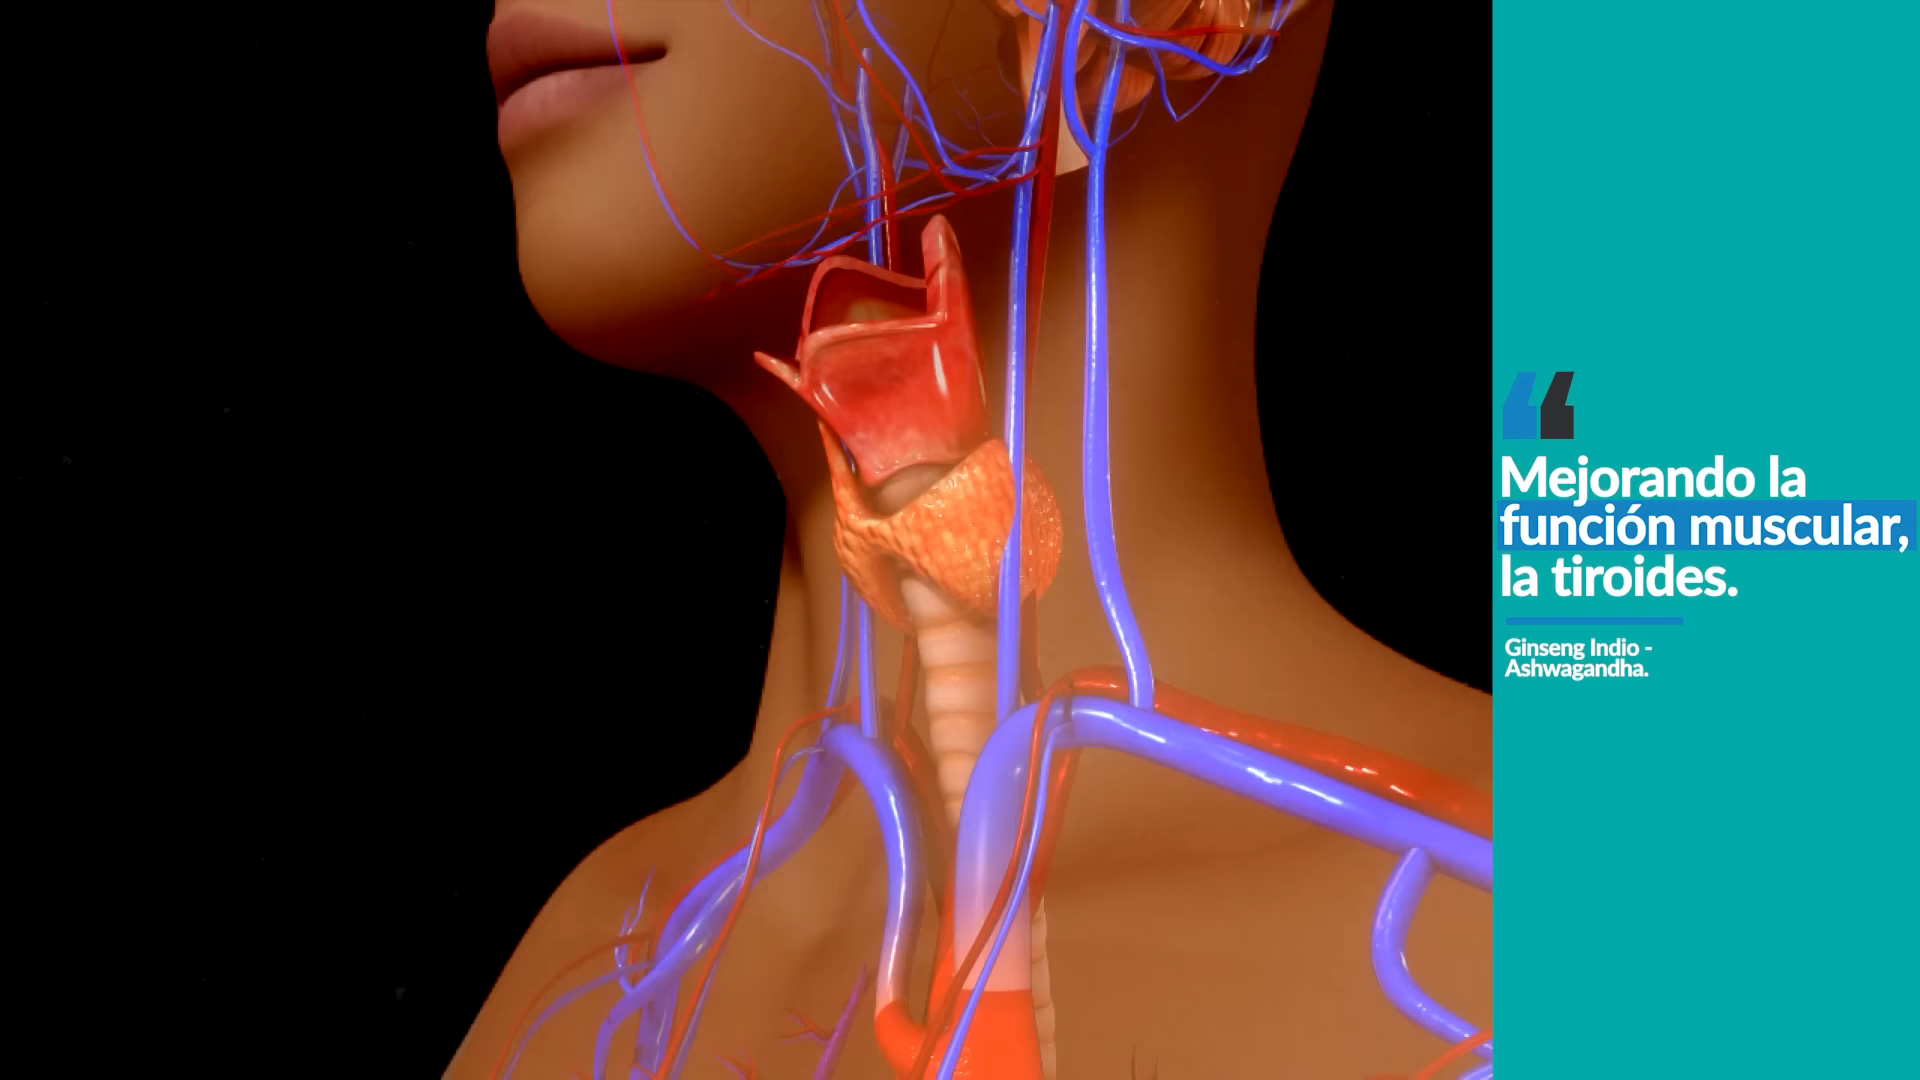 Mejorando la
función muscular,
la tiroides.
Ginseng Indio -
Ashwagandha.